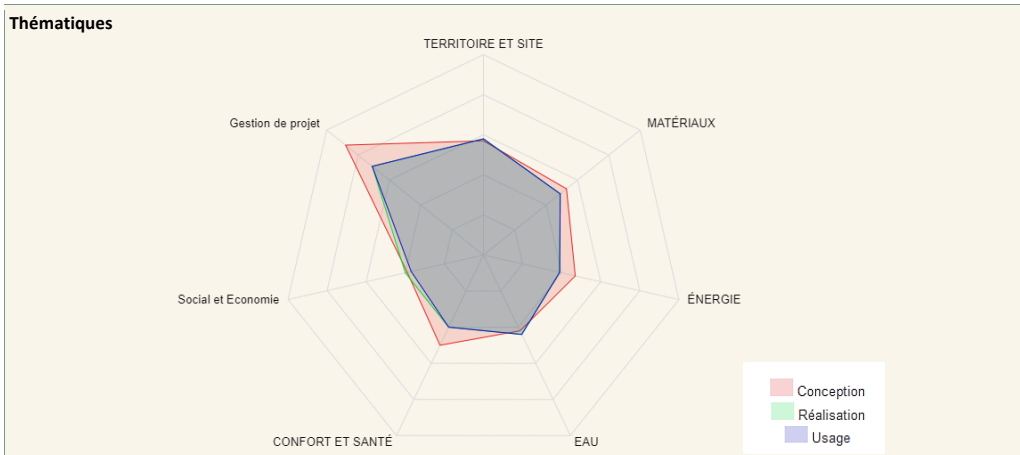 Thématiques
TERRITOIRE ET SITE
Gestion de projet
MATÉRIAUX
Social et Economie
ÉNERGIE
CONFORT ET SANTÉ
EAU
Conception
Réalisation
Usage